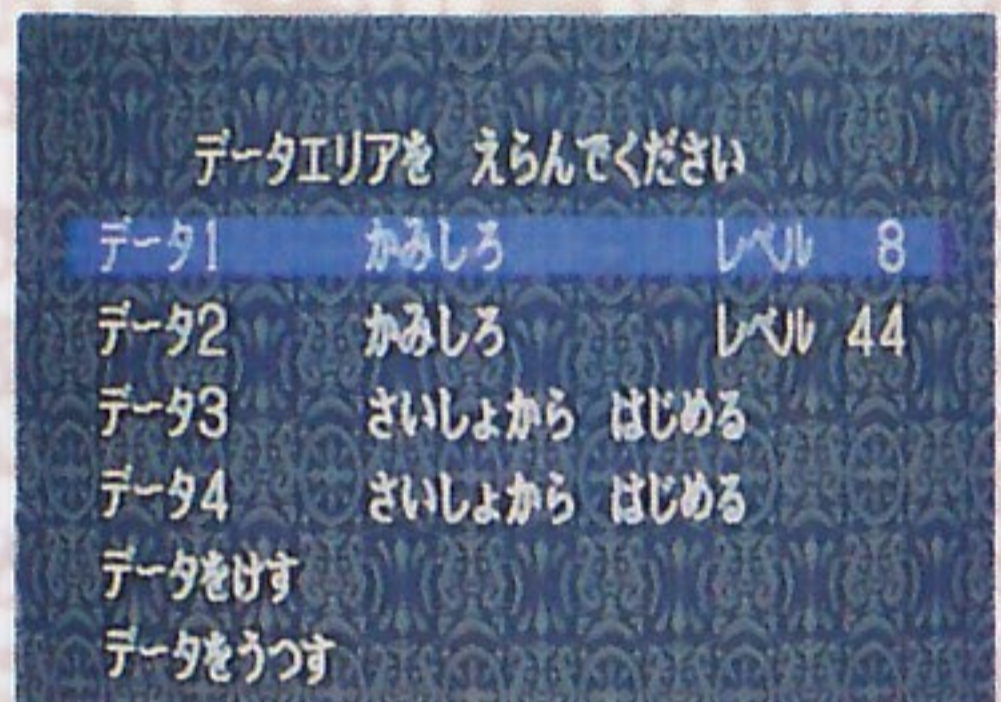 データエリアを えらんでください
データ1 かみしろ レベル 8
データ2 かみしろ レベル 44
データ3 さいしょから はじめる
データ4 さいしょから はじめる
データをけす
データをうつす